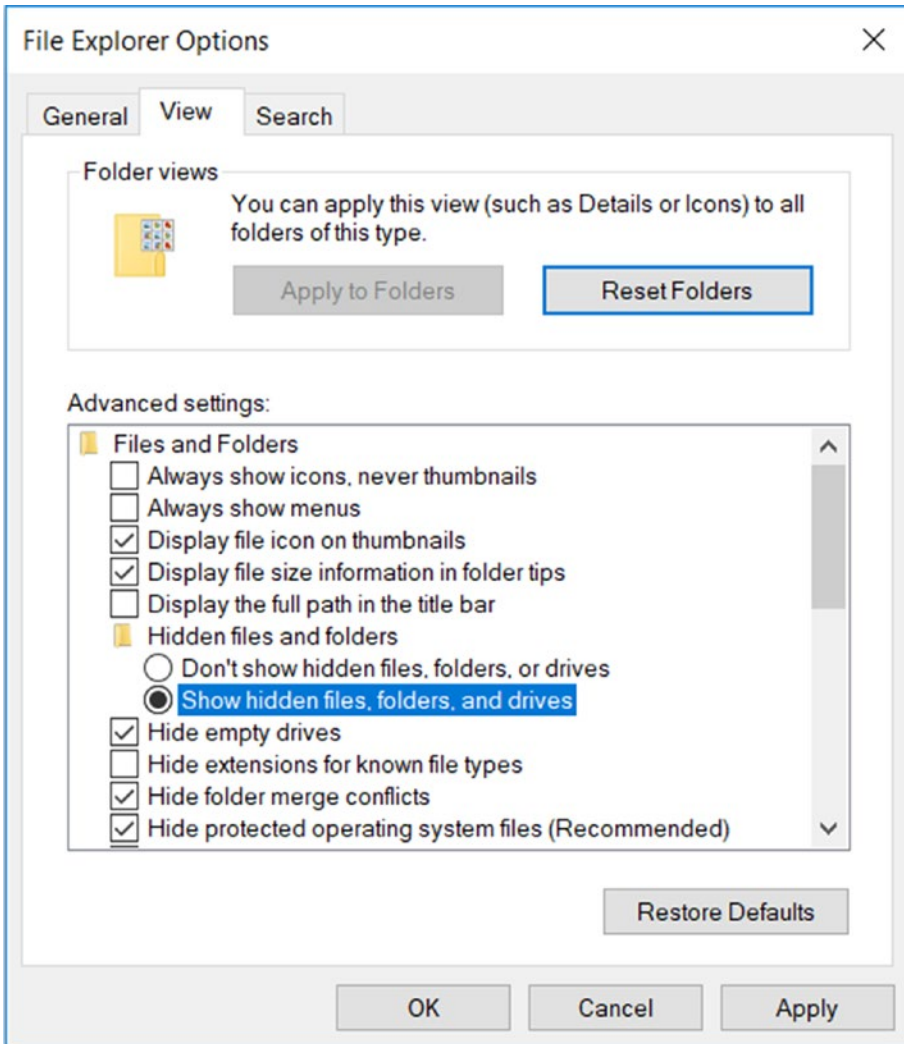 File Explorer Options
General
View
Search
Folder views
You can apply this view (such as Details or Icons) to all
folders of this type.
Apply to Folders
Reset Folders
Advanced settings:
Files and Folders
Always show icons, never thumbnails
Always show menus
Display file icon on thumbnails
Display file size information in folder tips
Display the full path in the title bar
Hidden files and folders
Don't show hidden files, folders, or drives
Show hidden files, folders, and drives
Hide empty drives
Hide extensions for known file types
Hide folder merge conflicts
Hide protected operating system files (Recommended)
Restore Defaults
OK
Cancel
Apply